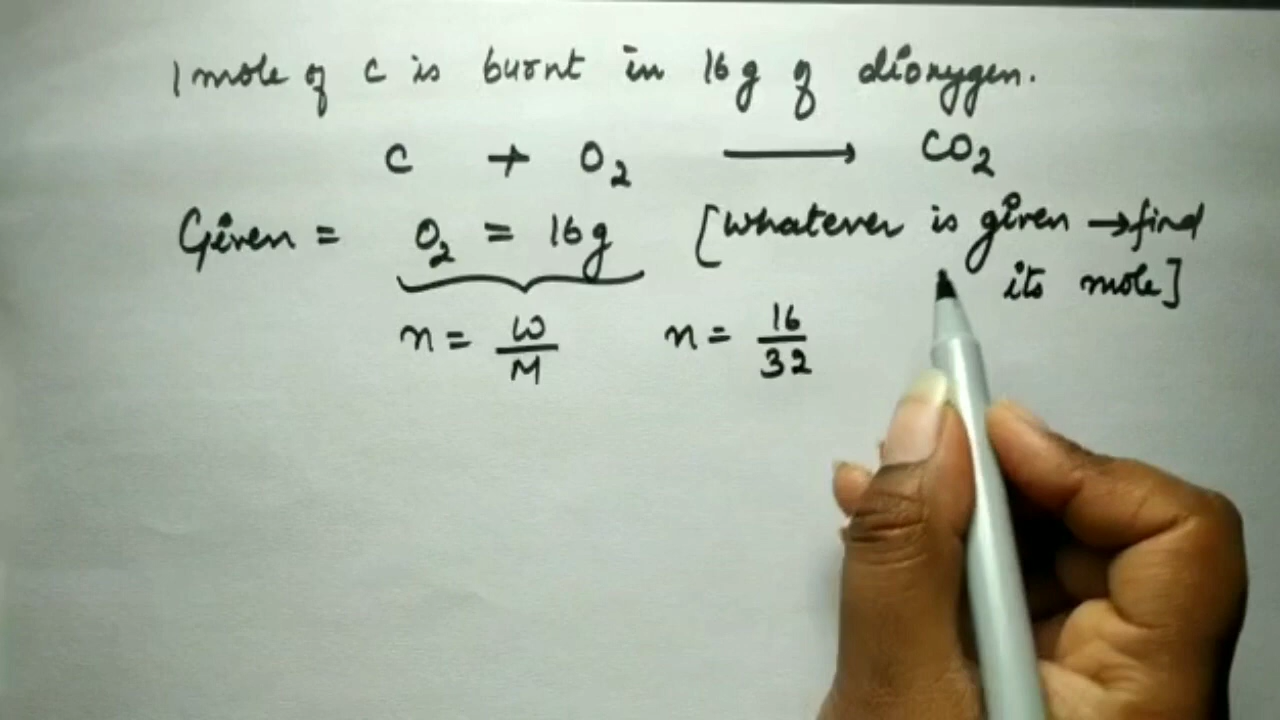 1 mole of C is burnt in 16g of dioxygen.
C + O₂ ⟶ CO₂
Given = O₂ = 16g [Whatever is given → find
its mole]
n = W/M n = 16/32